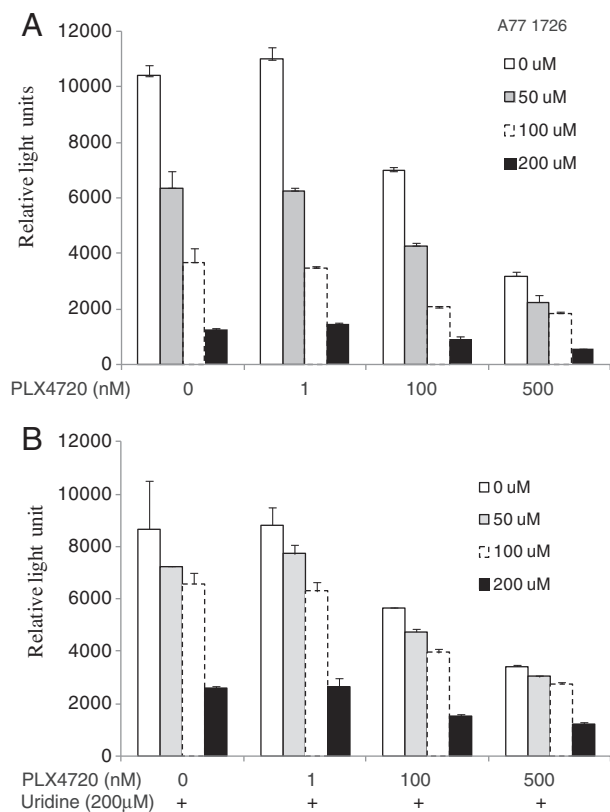 A
A77 1726
0 uM
50 uM
100 uM
200 uM
Relative light units
12000
10000
8000
6000
4000
2000
0
PLX4720 (nM) 0 1 100 500
B
0 uM
50 uM
100 uM
200 uM
Relative light unit
12000
10000
8000
6000
4000
2000
0
PLX4720 (nM) 0 1 100 500
Uridine (200μM) + + + +